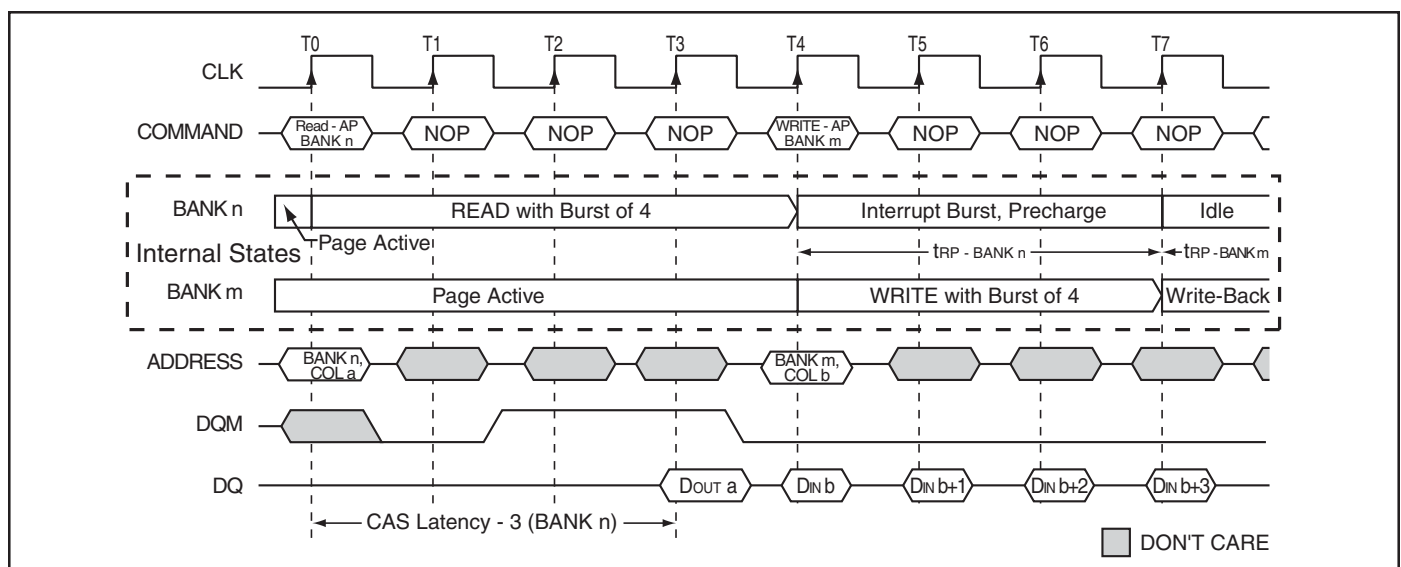 T0 T1 T2 T3 T4 T5 T6 T7
CLK
COMMAND Read - AP BANK n NOP NOP NOP WRITE - AP BANK m NOP NOP NOP
BANK n READ with Burst of 4 Interrupt Burst, Precharge Idle
Page Active tRP - BANK n tRP - BANK m
Internal States
BANK m Page Active WRITE with Burst of 4 Write-Back
ADDRESS BANK n, COL a BANK m, COL b
DQM
DQ DOUT a DIN b DIN b+1 DIN b+2 DIN b+3
CAS Latency - 3 (BANK n)
DON'T CARE